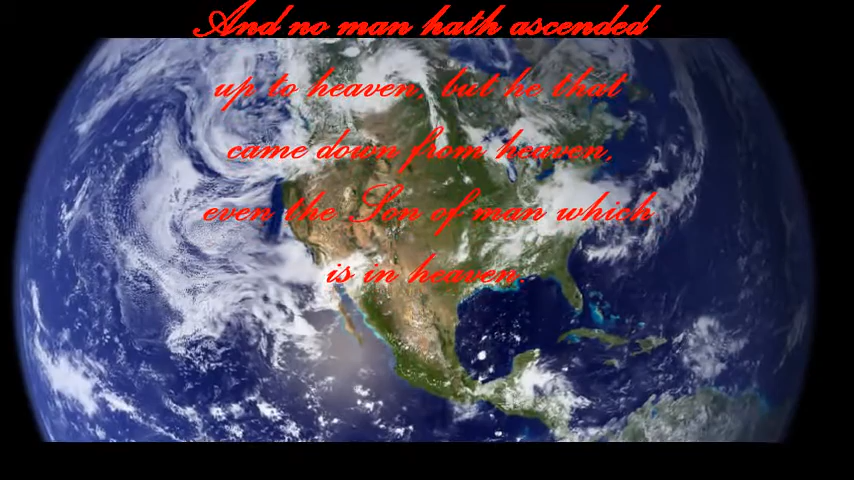 And no man hath ascended
up to heaven, but he that
came down from heaven,
even the Son of man which
is in heaven.